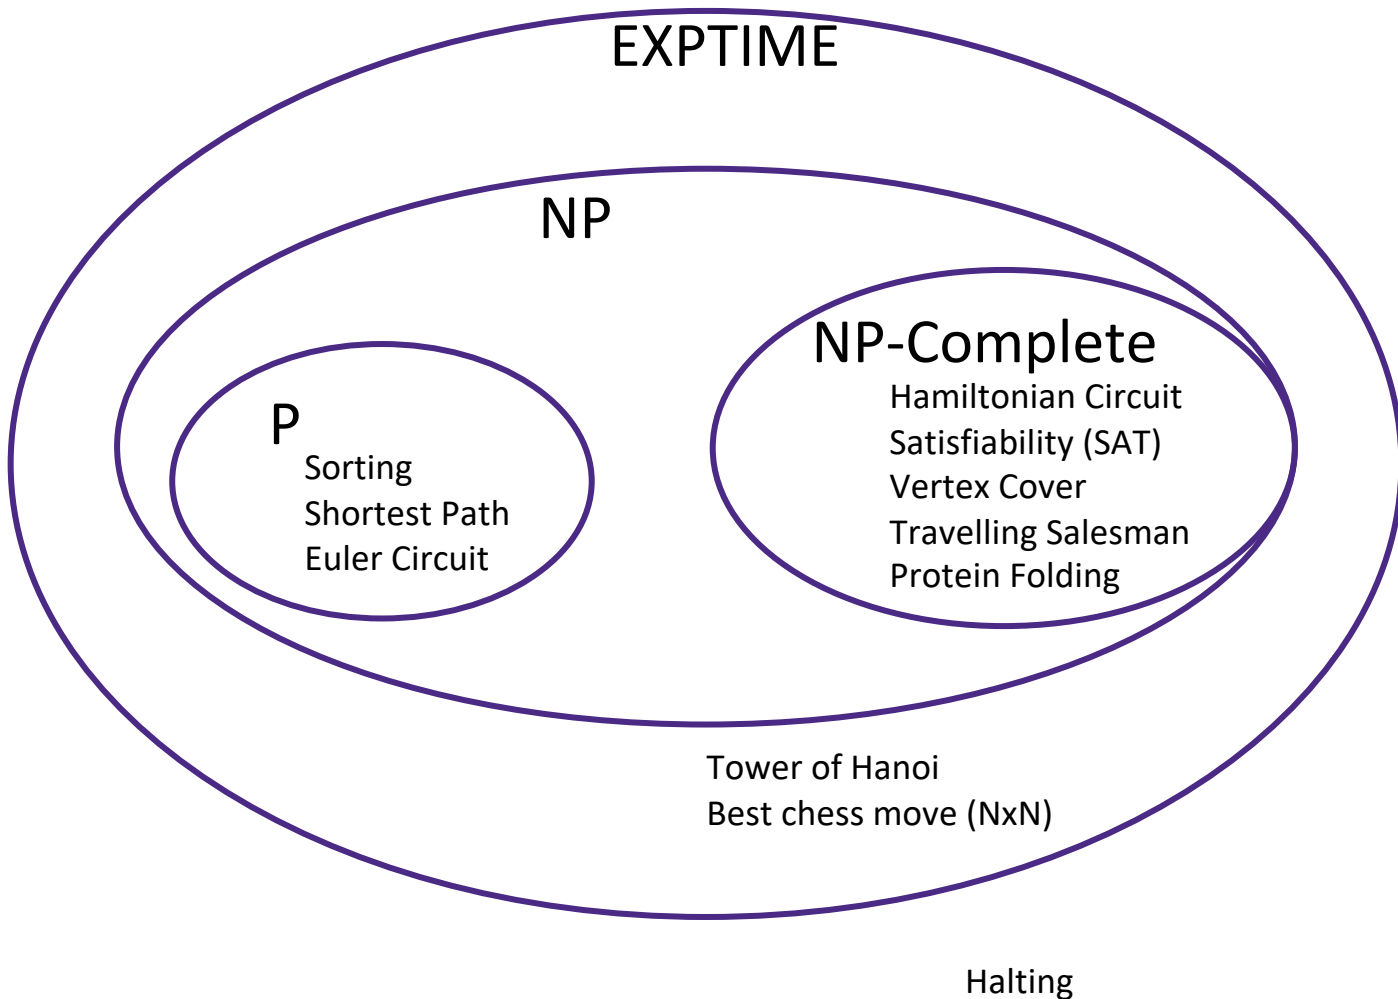 EXPTIME
NP
NP-Complete
Hamiltonian Circuit
Satisfiability (SAT)
Vertex Cover
Travelling Salesman
Protein Folding
P
Sorting
Shortest Path
Euler Circuit
Tower of Hanoi
Best chess move (NxN)
Halting